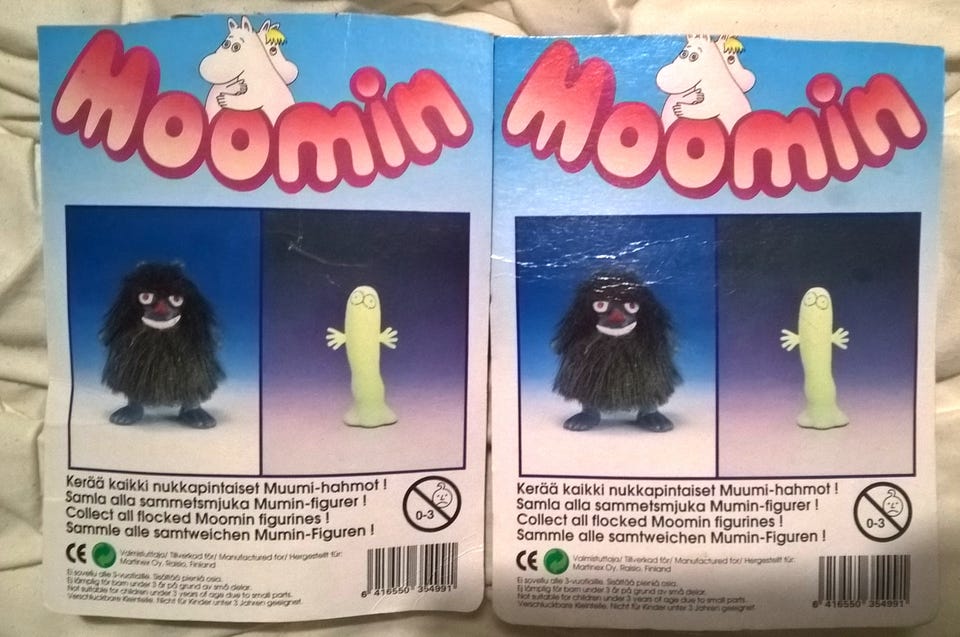 Moomin
Kerää kaikki nukkapintaiset Muumi-hahmot !
Samla alla sammetsmjuka Mumin-figurer !
Collect all flocked Moomin figurines !
Sammle alle samtweichen Mumin-Figuren !
0-3
CE
Valmistuttaja/ Tillverkad för/ Manufactured for/ Hergestellt für:
Martinex Oy, Raisio, Finland
Ei sovellu alle 3-vuotiaille. Sisältää pieniä osia.
Ej lämplig för barn under 3 år på grund av små delar.
Not suitable for children under 3 years of age due to small parts.
Verschluckbare Kleinteile. Nicht für Kinder unter 3 Jahren geeignet.
6 416550 354991
Moomin
Kerää kaikki nukkapintaiset Muumi-hahmot !
Samla alla sammetsmjuka Mumin-figurer !
Collect all flocked Moomin figurines !
Sammle alle samtweichen Mumin-Figuren !
0-3
CE
Valmistuttaja/ Tillverkad för/ Manufactured for/ Hergestellt für:
Martinex Oy, Raisio, Finland
Ei sovellu alle 3-vuotiaille. Sisältää pieniä osia.
Ej lämplig för barn under 3 år på grund av små delar.
Not suitable for children under 3 years of age due to small parts.
Verschluckbare Kleinteile. Nicht für Kinder unter 3 Jahren geeignet.
6 416550 354991